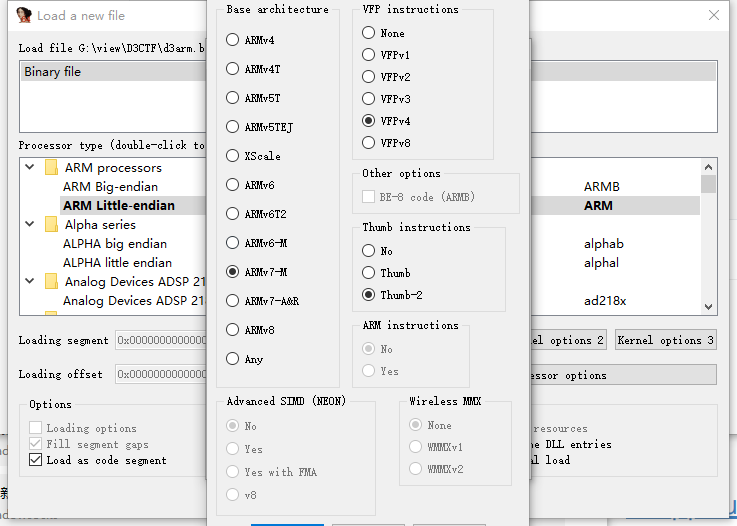 Load a new file
Load file G:\view\D3CTF\d3arm.b
Binary file
Processor type (double-click to
ARM processors
ARM Big-endian
ARMB
ARM Little-endian
ARM
Alpha series
ALPHA big endian
alphab
ALPHA little endian
alphal
Analog Devices ADSP 21
Analog Devices ADSP 21
ad218x
Loading segment
0x0000000000000
Loading offset
0x0000000000000
Kernel options 3
options 2
options
Options
Loading options
Fill segment gaps
Load as code segment
resources
DLL entries
load
Base architecture
ARMv4
ARMv4T
ARMv5T
ARMv5TEJ
XScale
ARMv6
ARMv6T2
ARMv6-M
ARMv7-M
ARMv7-A&R
ARMv8
Any
VFP instructions
None
VFPv1
VFPv2
VFPv3
VFPv4
VFPv8
Other options
BE-8 code (ARMB)
Thumb instructions
No
Thumb
Thumb-2
ARM instructions
No
Yes
Advanced SIMD (NEON)
No
Yes
Yes with FMA
v8
Wireless MMX
None
WMMXv1
WMMXv2